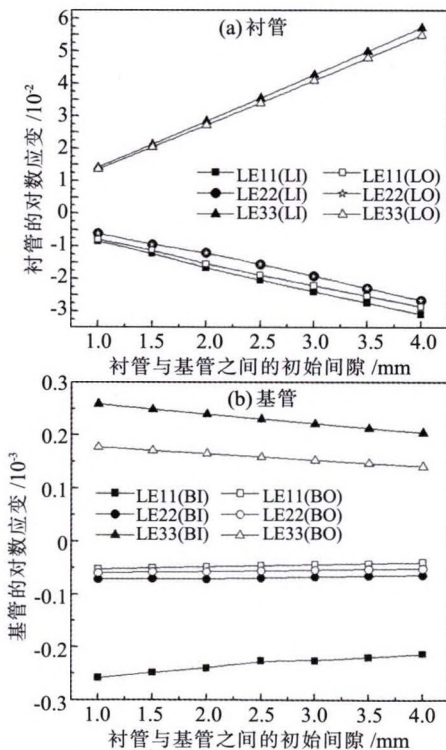 (a) 衬管
衬管的对数应变 /10⁻²
6
5
4
3
2
1
0
-1
-2
-3
LE11(LI) LE11(LO)
LE22(LI) LE22(LO)
LE33(LI) LE33(LO)
1.0 1.5 2.0 2.5 3.0 3.5 4.0
衬管与基管之间的初始间隙 /mm
(b) 基管
基管的对数应变 /10⁻³
0.3
0.2
0.1
0
-0.1
-0.2
-0.3
LE11(BI) LE11(BO)
LE22(BI) LE22(BO)
LE33(BI) LE33(BO)
1.0 1.5 2.0 2.5 3.0 3.5 4.0
衬管与基管之间的初始间隙 /mm